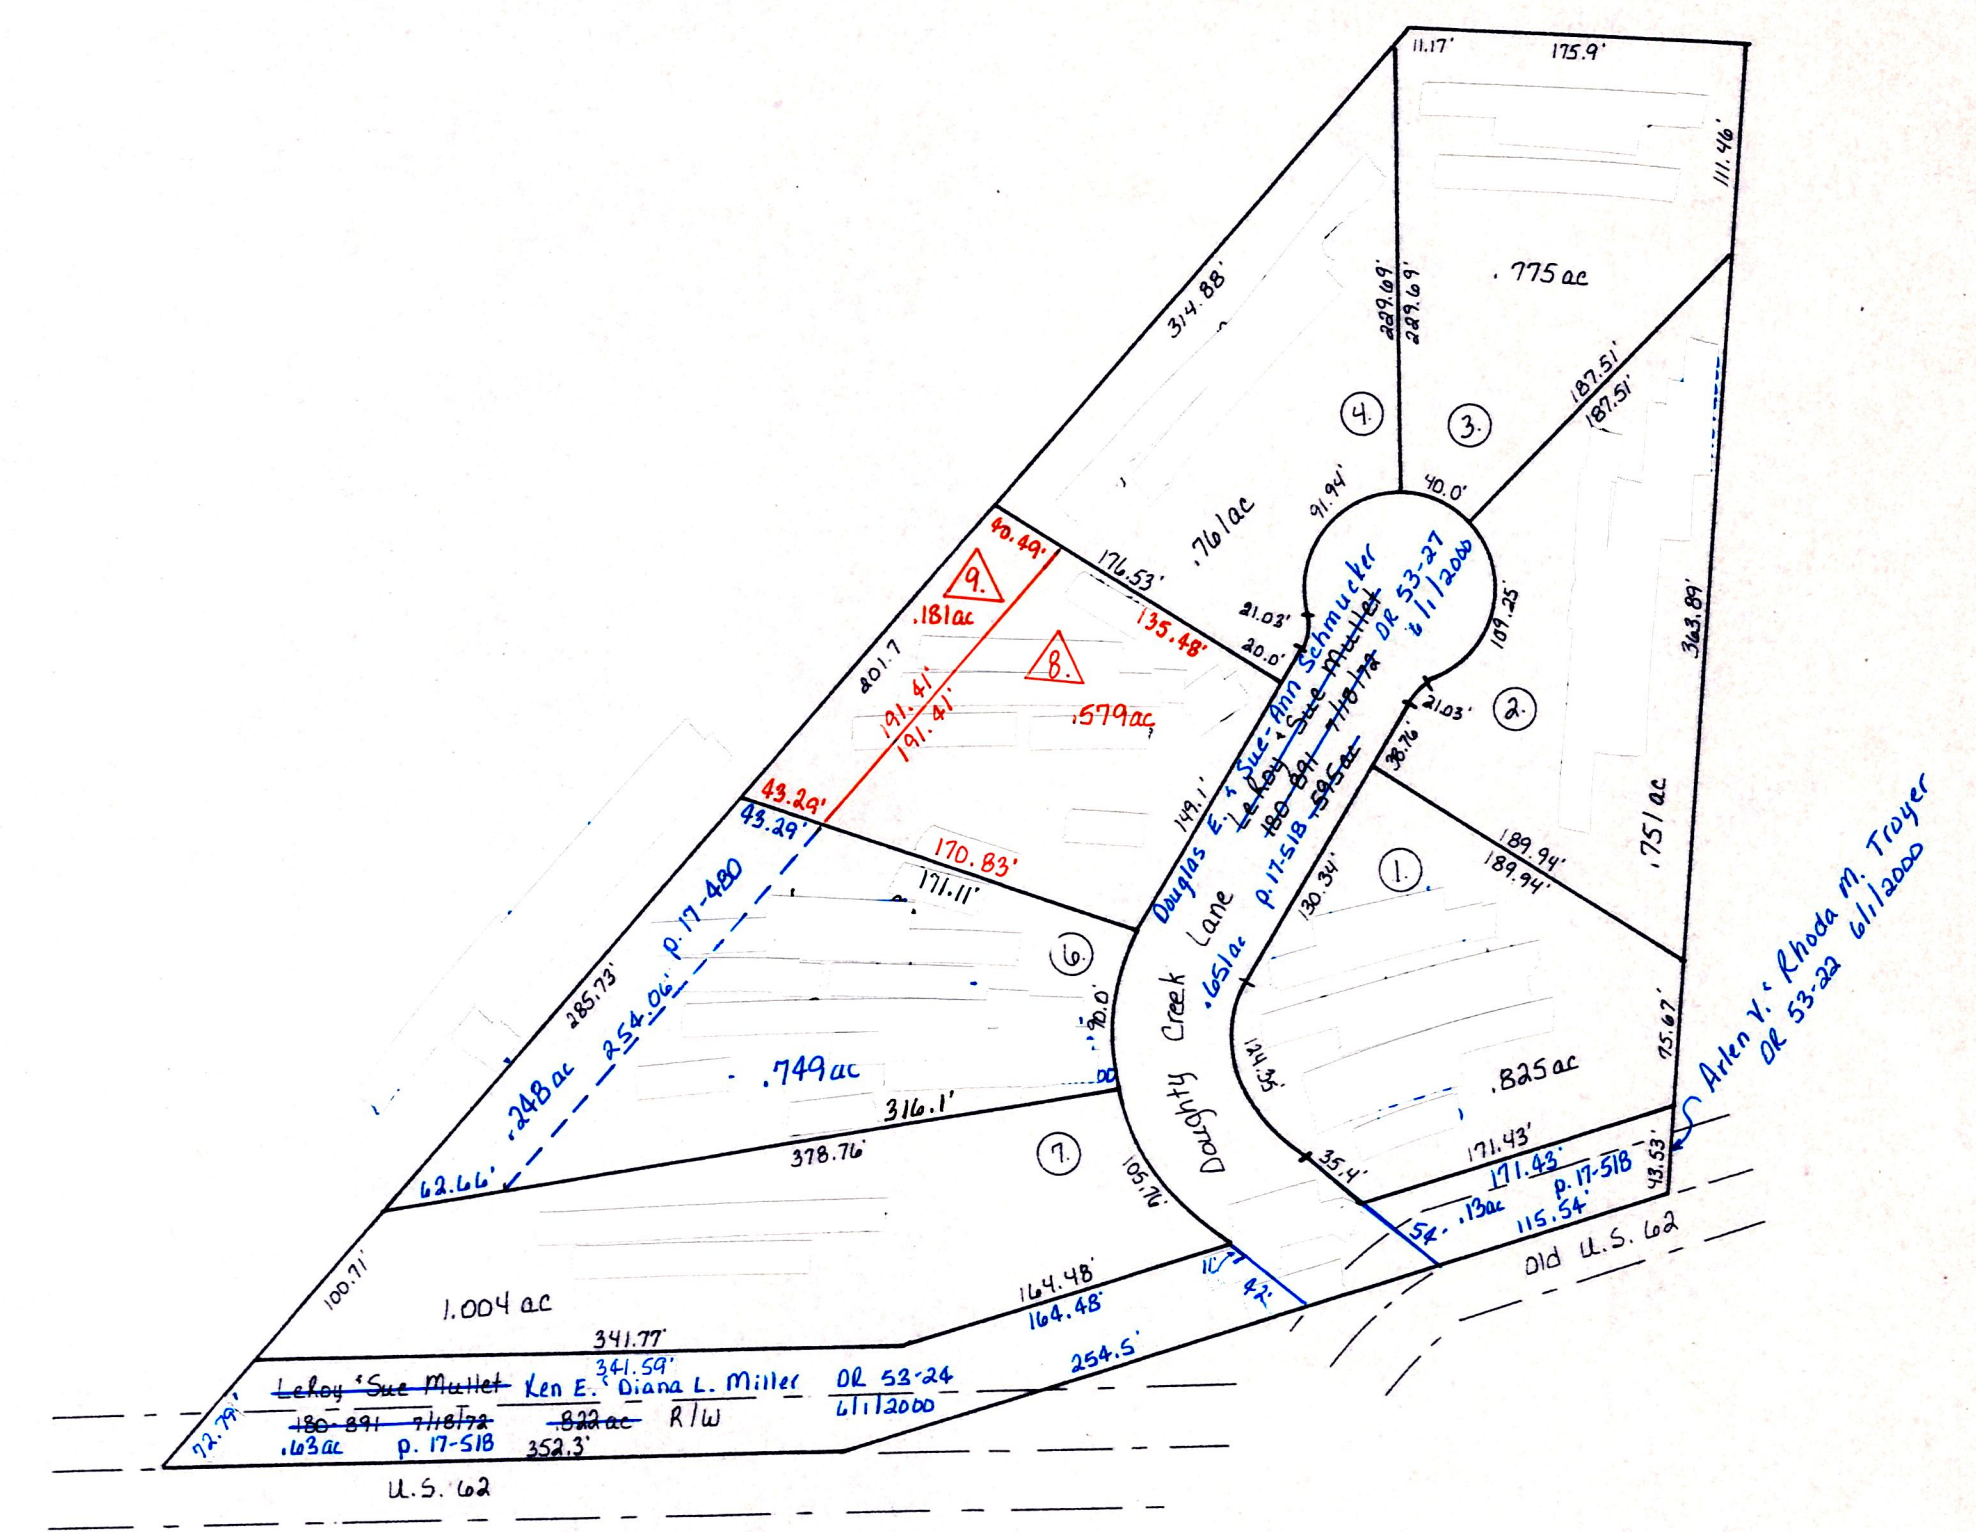 11.17'
175.9'
111.46'
314.88'
229.69'
229.69'
.775 ac
187.51'
187.51'
4.
3.
91.94'
40.0'
.761 ac
40.49'
9.
.181 ac
176.53'
135.48'
21.03'
20.0'
8.
.579 ac
201.7
191.41'
191.41'
109.25'
363.89'
2.
21.03'
38.76'
.751 ac
Douglas E. & Sue-Ann Schmucker
LeRoy & Sue Mullet
180-891 7/18/72 DR 53-27
p. 17-518 .595 ac 6/1/2000
149.1'
43.29'
43.29'
170.83'
171.11'
189.94'
189.94'
1.
130.34'
p. 17-480
6.
Doughty Creek Lane
.651 ac
90.0'
285.73'
254.06'
.248 ac
.749 ac
124.35'
.825 ac
75.67'
Arlen V. & Rhoda M. Troyer
DR 53-22 6/1/2000
316.1'
378.76'
62.66'
7.
105.76'
35.4'
171.43'
171.43'
p. 17-518
43.53'
54.
.13 ac
115.54'
Old U.S. 62
100.71'
1.004 ac
164.48'
164.48'
11'
42'
341.77'
341.59'
254.5'
LeRoy & Sue Mullet Ken E. & Diana L. Miller DR 53-24
180-891 7/18/72 .822 ac R/W 6/1/2000
72.79'
.63 ac p. 17-518 352.3'
U.S. 62